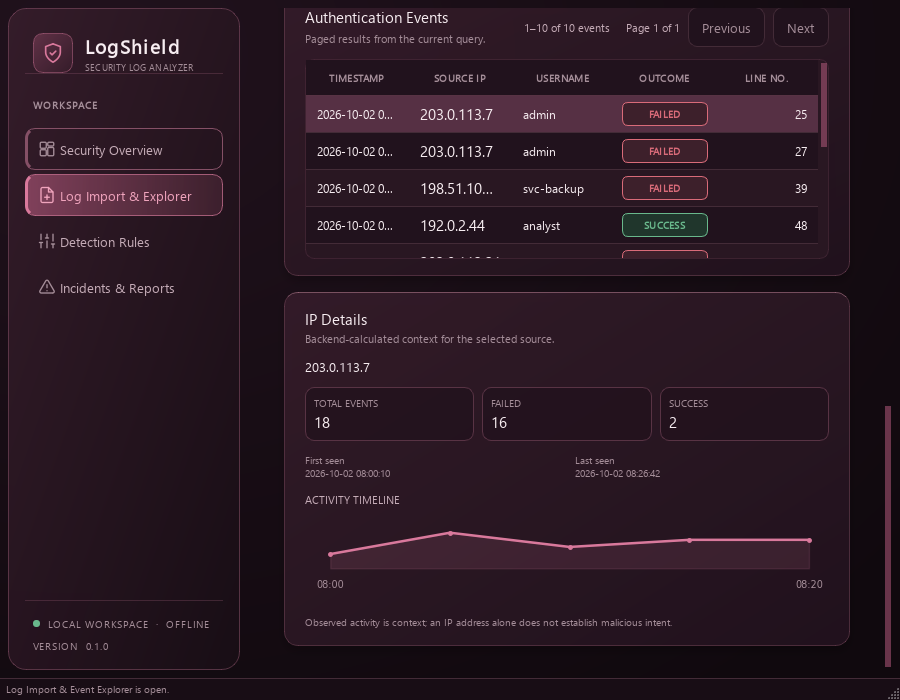 LogShield
SECURITY LOG ANALYZER
WORKSPACE
Security Overview
Log Import & Explorer
Detection Rules
Incidents & Reports
LOCAL WORKSPACE · OFFLINE
VERSION 0.1.0
Authentication Events
Paged results from the current query.
1–10 of 10 events Page 1 of 1 Previous Next
TIMESTAMP SOURCE IP USERNAME OUTCOME LINE NO.
2026-10-02 0... 203.0.113.7 admin FAILED 25
2026-10-02 0... 203.0.113.7 admin FAILED 27
2026-10-02 0... 198.51.10... svc-backup FAILED 39
2026-10-02 0... 192.0.2.44 analyst SUCCESS 48
IP Details
Backend-calculated context for the selected source.
203.0.113.7
TOTAL EVENTS FAILED SUCCESS
18 16 2
First seen Last seen
2026-10-02 08:00:10 2026-10-02 08:26:42
ACTIVITY TIMELINE
08:00 08:20
Observed activity is context; an IP address alone does not establish malicious intent.
Log Import & Event Explorer is open.